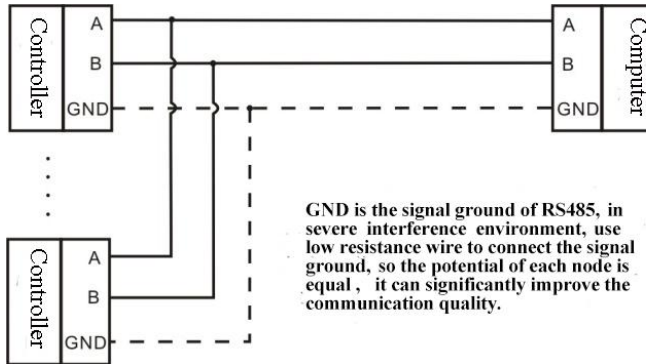 Controller
A
B
GND
A
B
GND
Computer
Controller
A
B
GND
GND is the signal ground of RS485, in
severe interference environment, use
low resistance wire to connect the signal
ground, so the potential of each node is
equal , it can significantly improve the
communication quality.